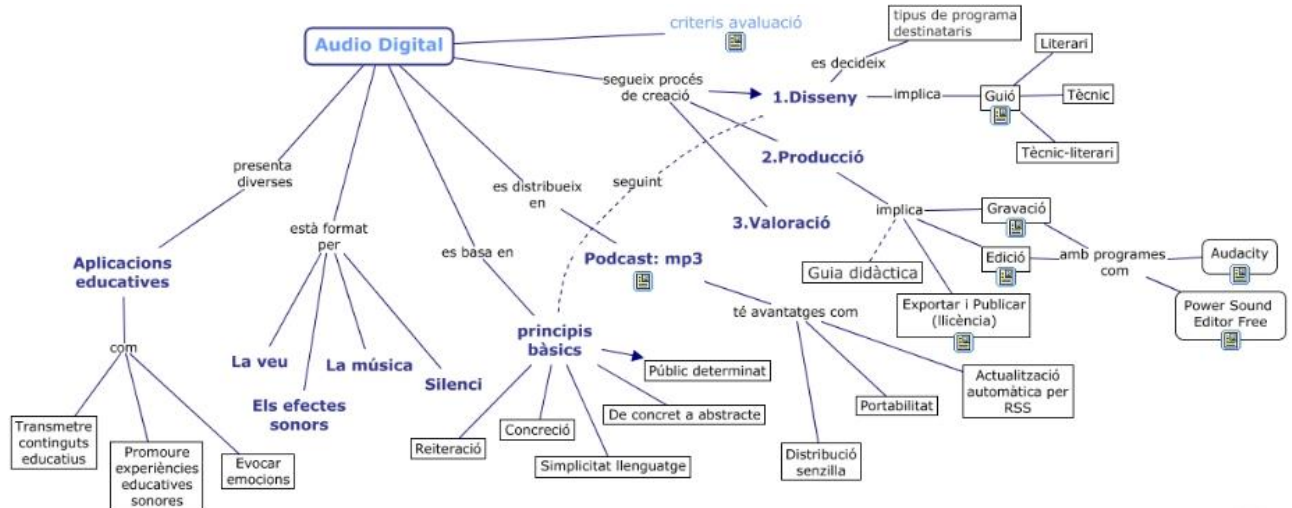 Audio Digital
criteris avaluació
tipus de programa
destinataris
es decideix
Literari
segueix procés
de creació
1.Disseny
implica
Guió
Tècnic
Tècnic-literari
2.Producció
presenta
diverses
es distribueix
en
seguint
està format
per
3.Valoració
implica
Gravació
es basa en
Edició
amb programes
com
Audacity
Aplicacions
educatives
Podcast: mp3
Guia didàctica
Exportar i Publicar
(llicència)
Power Sound
Editor Free
té avantatges com
com
La veu
La música
Silenci
Els efectes
sonors
principis
bàsics
Públic determinat
De concret a abstracte
Concreció
Reiteració
Simplicitat llenguatge
Actualització
automàtica per
RSS
Portabilitat
Distribució
senzilla
Transmetre
continguts
educatius
Promoure
experiències
educatives
sonores
Evocar
emocions